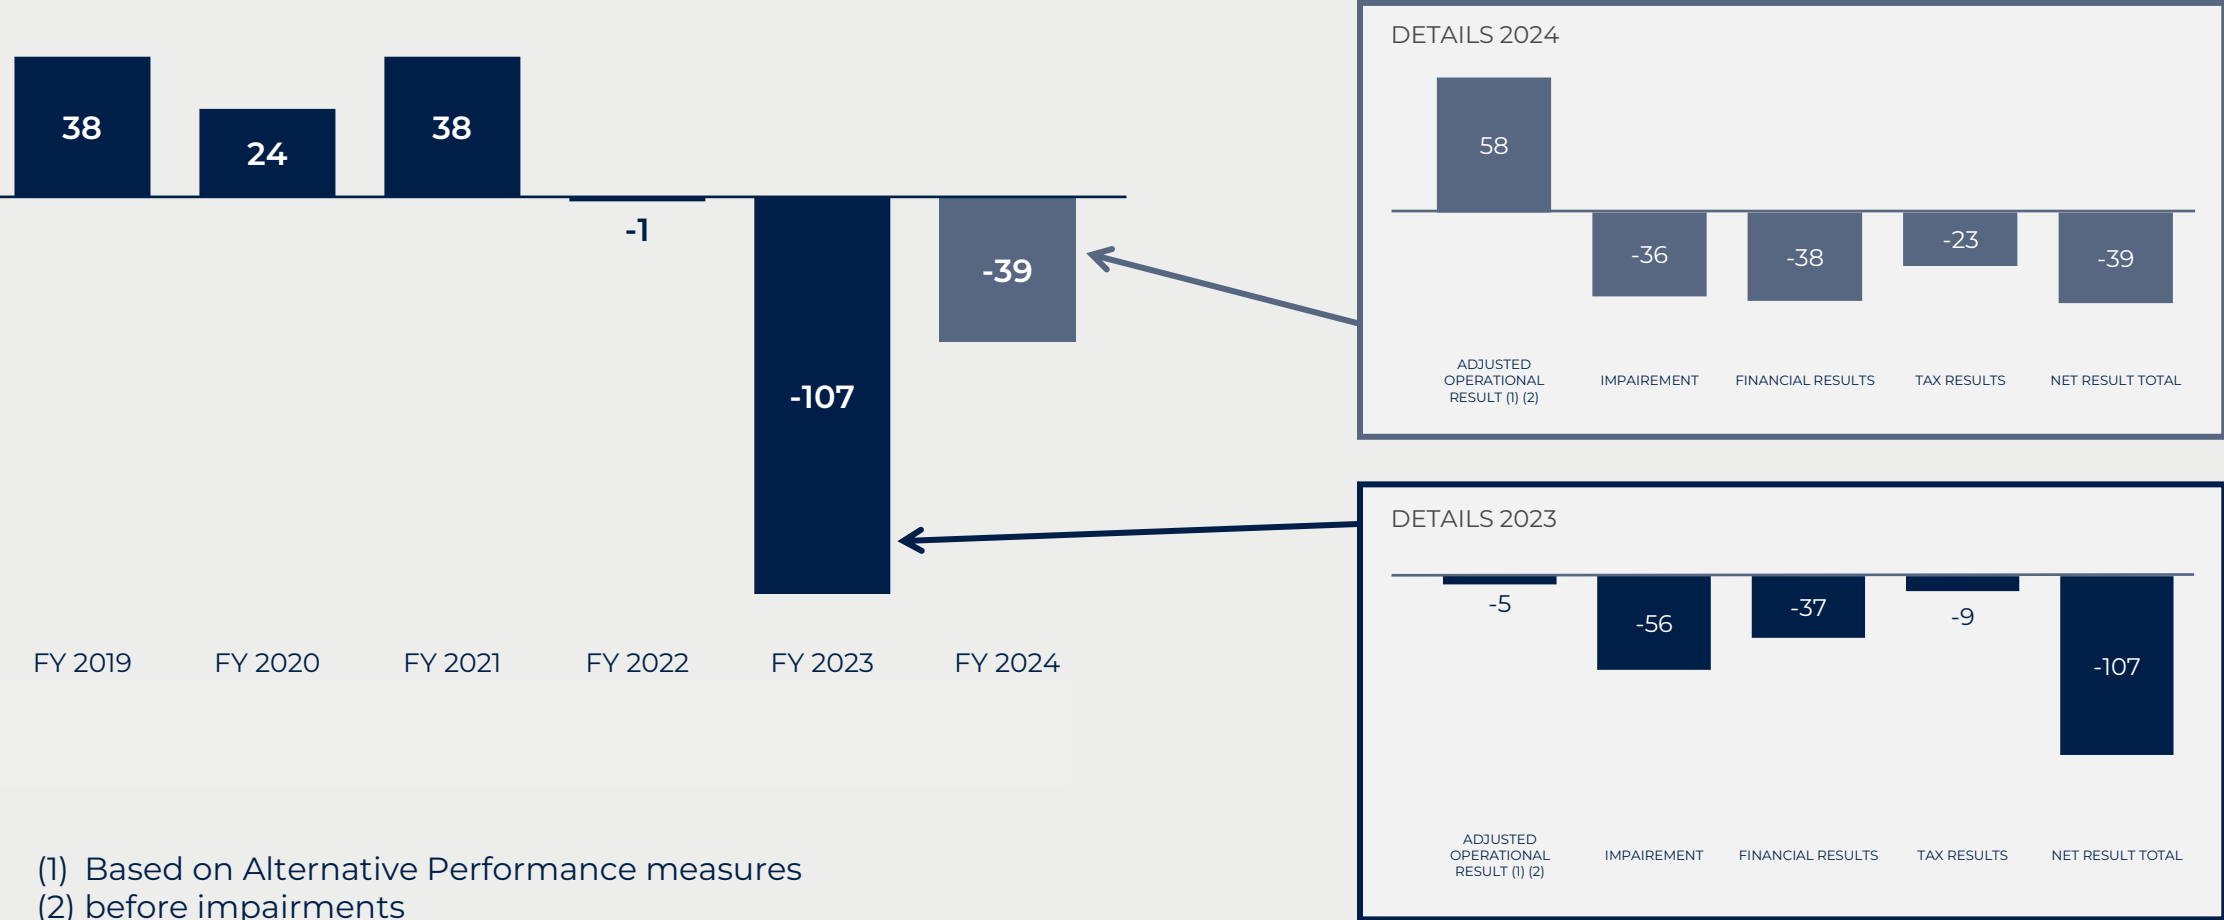 38
24
38
-1
-107
-39
FY 2019
FY 2020
FY 2021
FY 2022
FY 2023
FY 2024
(1) Based on Alternative Performance measures
(2) before impairments
DETAILS 2024
58
-36
-38
-23
-39
ADJUSTED
OPERATIONAL
RESULT (1) (2)
IMPAIREMENT
FINANCIAL RESULTS
TAX RESULTS
NET RESULT TOTAL
DETAILS 2023
-5
-56
-37
-9
-107
ADJUSTED
OPERATIONAL
RESULT (1) (2)
IMPAIREMENT
FINANCIAL RESULTS
TAX RESULTS
NET RESULT TOTAL